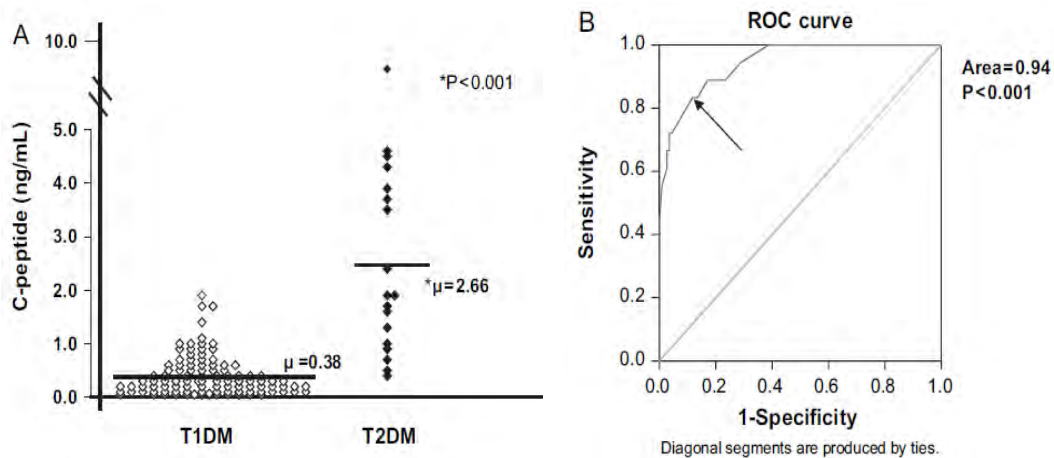 A
10.0
*P<0.001
5.0
4.0
3.0
2.0
1.0
0.0
C-peptide (ng/mL)
*μ=2.66
μ=0.38
T1DM
T2DM
B
ROC curve
Area=0.94
P<0.001
1.0
0.8
0.6
0.4
0.2
0.0
Sensitivity
0.0 0.2 0.4 0.6 0.8 1.0
1-Specificity
Diagonal segments are produced by ties.